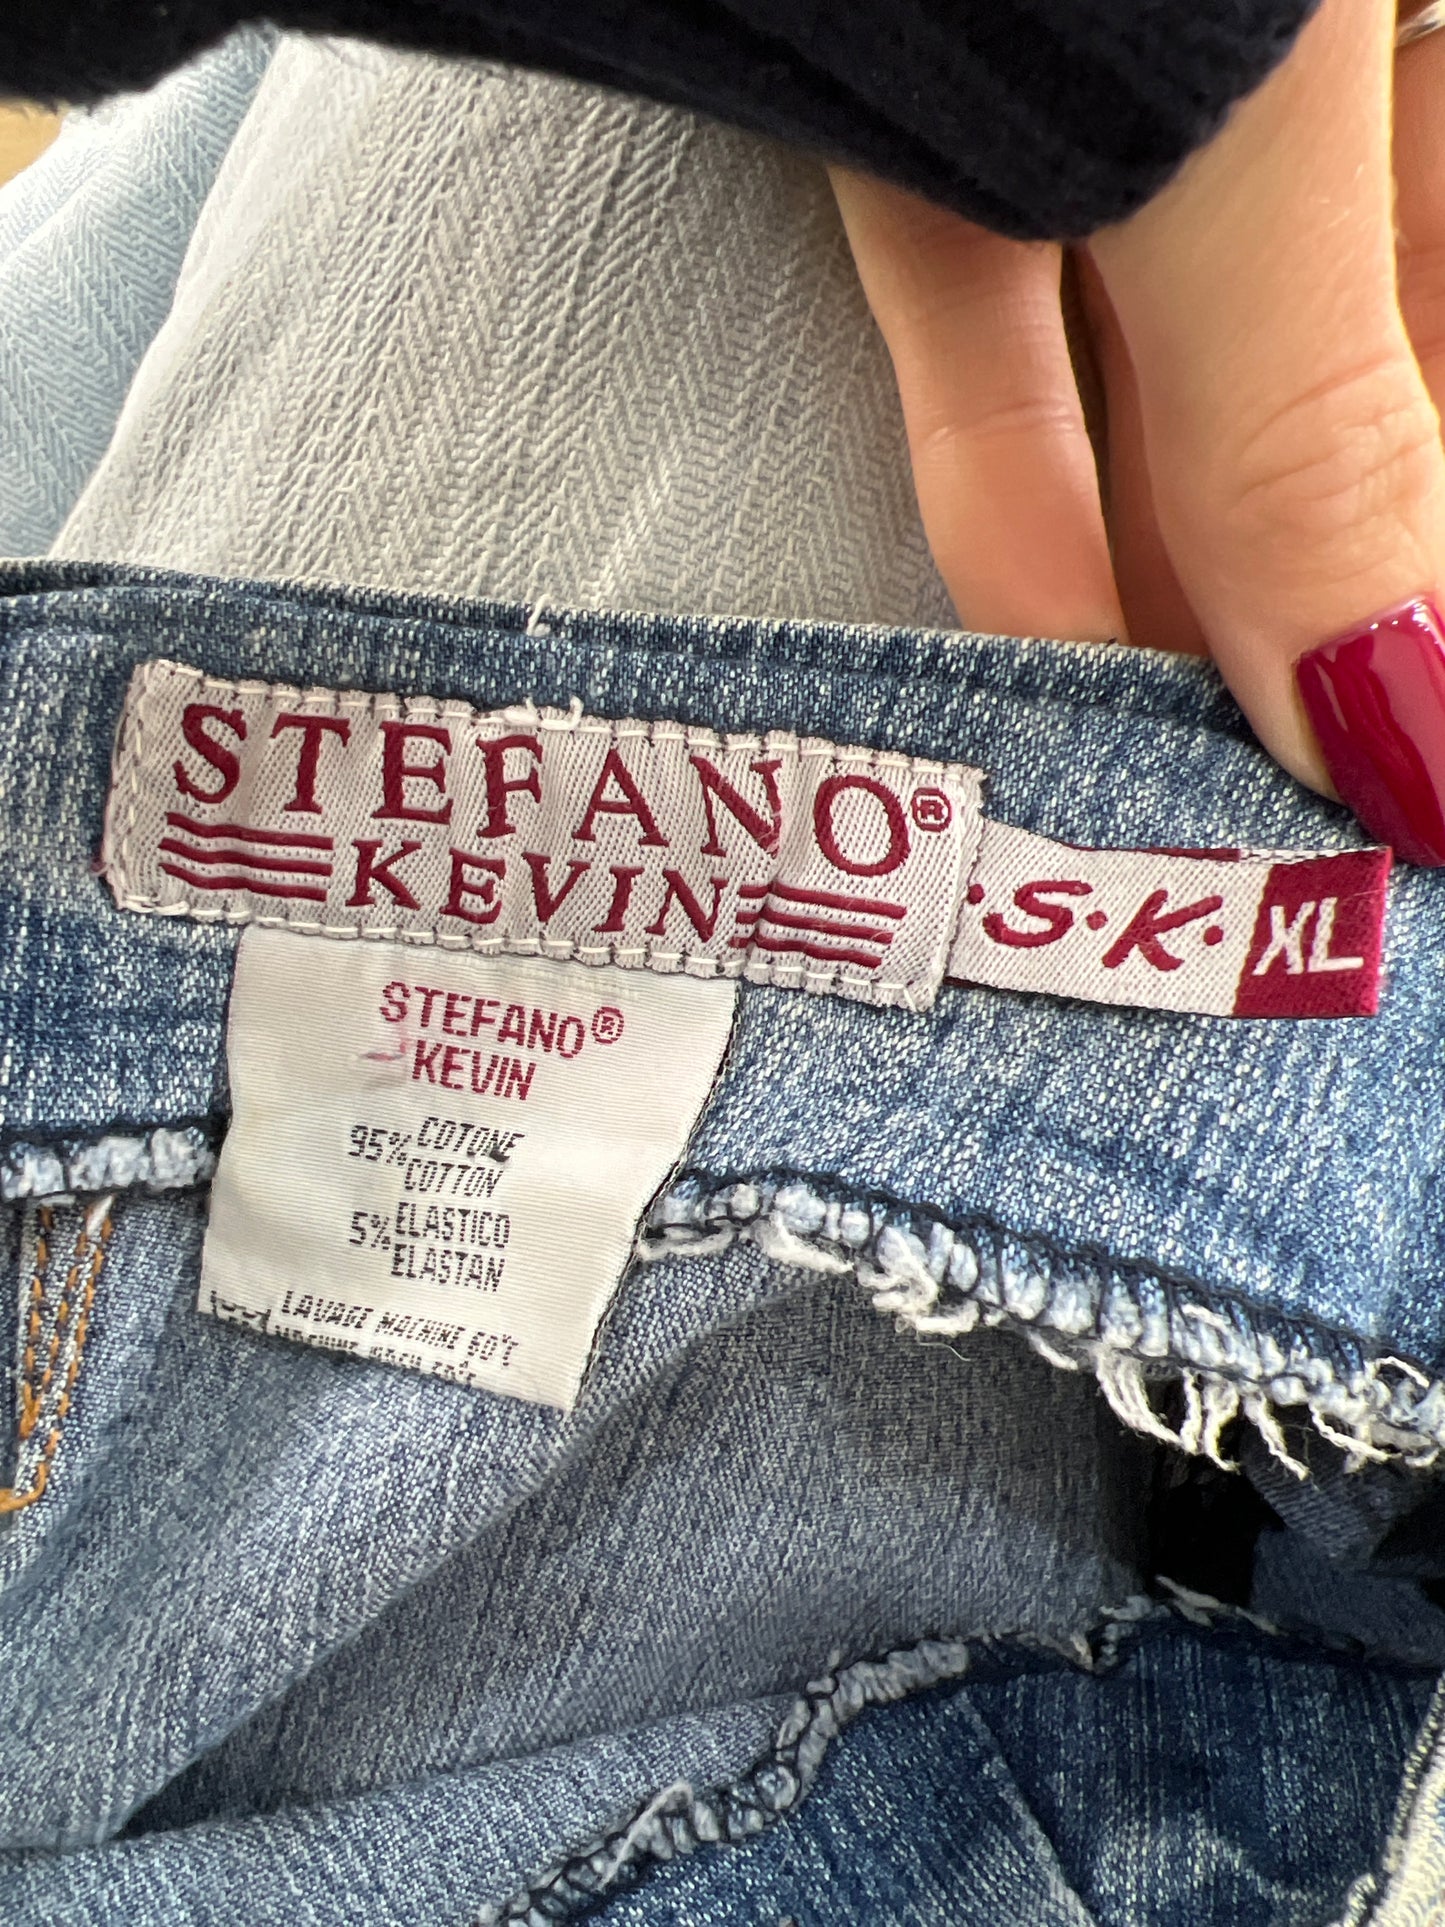 STEFANO®
KEVIN
·S·K· XL
STEFANO®
KEVIN
COTONE
95% COTTON
ELASTICO
5% ELASTAN
LAVAGE MACHINE 60°C